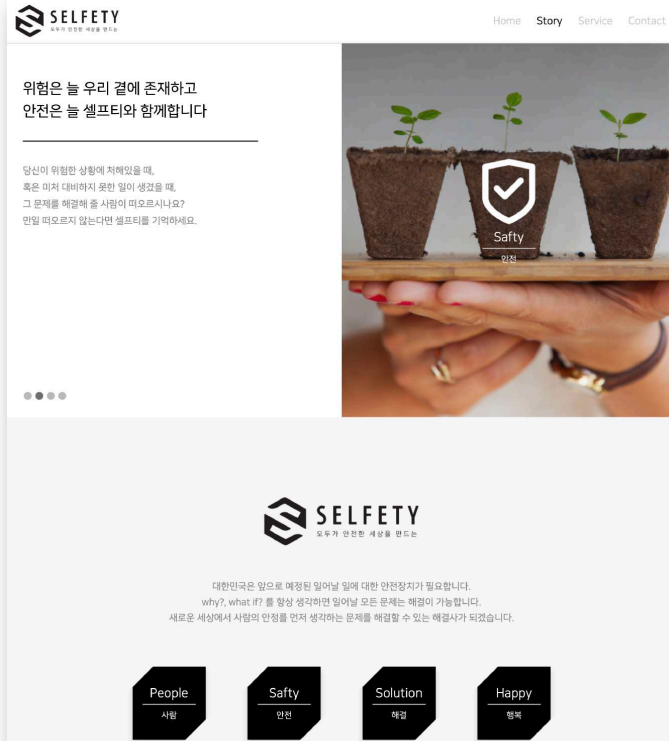 SELFETY
모두가 안전한 세상을 만드는
Home Story Service Contact
위험은 늘 우리 곁에 존재하고
안전은 늘 셀프티와 함께합니다
당신이 위험한 상황에 처해있을 때,
혹은 미처 대비하지 못한 일이 생겼을 때,
그 문제를 해결해 줄 사람이 떠오르시나요?
만일 떠오르지 않는다면 셀프티를 기억하세요.
Safty
안전
SELFETY
모두가 안전한 세상을 만드는
대한민국은 앞으로 예정된 일어날 일에 대한 안전장치가 필요합니다.
why?, what if? 를 항상 생각하면 일어날 모든 문제는 해결이 가능합니다.
새로운 세상에서 사람의 안정를 먼저 생각하는 문제를 해결할 수 있는 해결사가 되겠습니다.
People
사람
Safty
안전
Solution
해결
Happy
행복